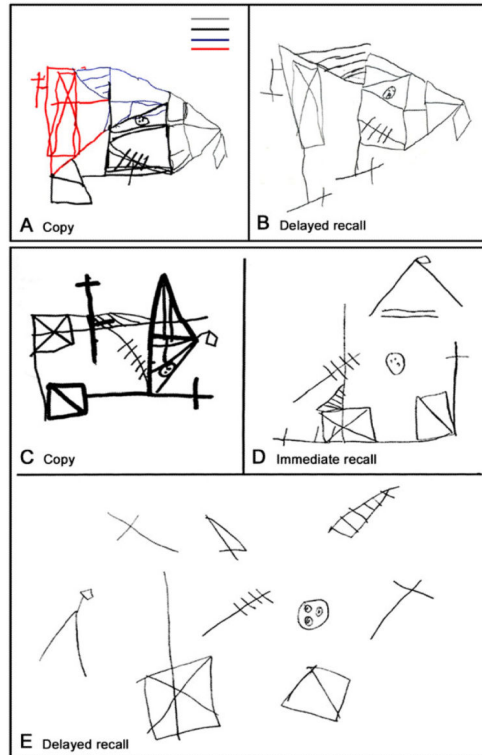 A Copy
B Delayed recall
C Copy
D Immediate recall
E Delayed recall